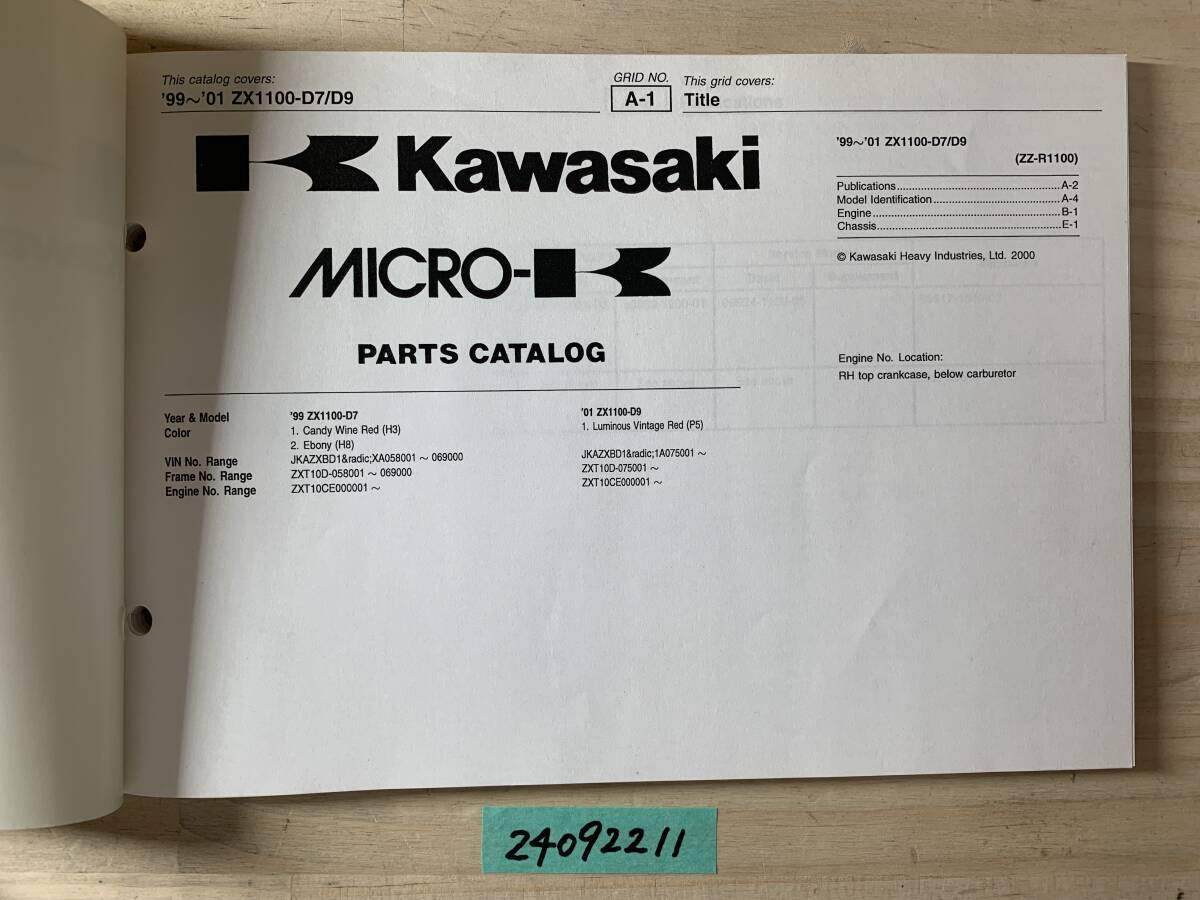 This catalog covers:
'99～'01 ZX1100-D7/D9
GRID NO.
A-1
This grid covers:
Title
Kawasaki
MICRO-K
PARTS CATALOG
'99～'01 ZX1100-D7/D9
(ZZ-R1100)
Publications............A-2
Model Identification............A-4
Engine............B-1
Chassis............E-1
© Kawasaki Heavy Industries, Ltd. 2000
Engine No. Location:
RH top crankcase, below carburetor
Year & Model '99 ZX1100-D7 '01 ZX1100-D9
Color 1. Candy Wine Red (H3) 1. Luminous Vintage Red (P5)
2. Ebony (H8)
VIN No. Range JKAZXBD1&radic;XA058001 ～ 069000 JKAZXBD1&radic;1A075001 ～
Frame No. Range ZXT10D-058001 ～ 069000 ZXT10D-075001 ～
Engine No. Range ZXT10CE000001 ～ ZXT10CE000001 ～
24092211